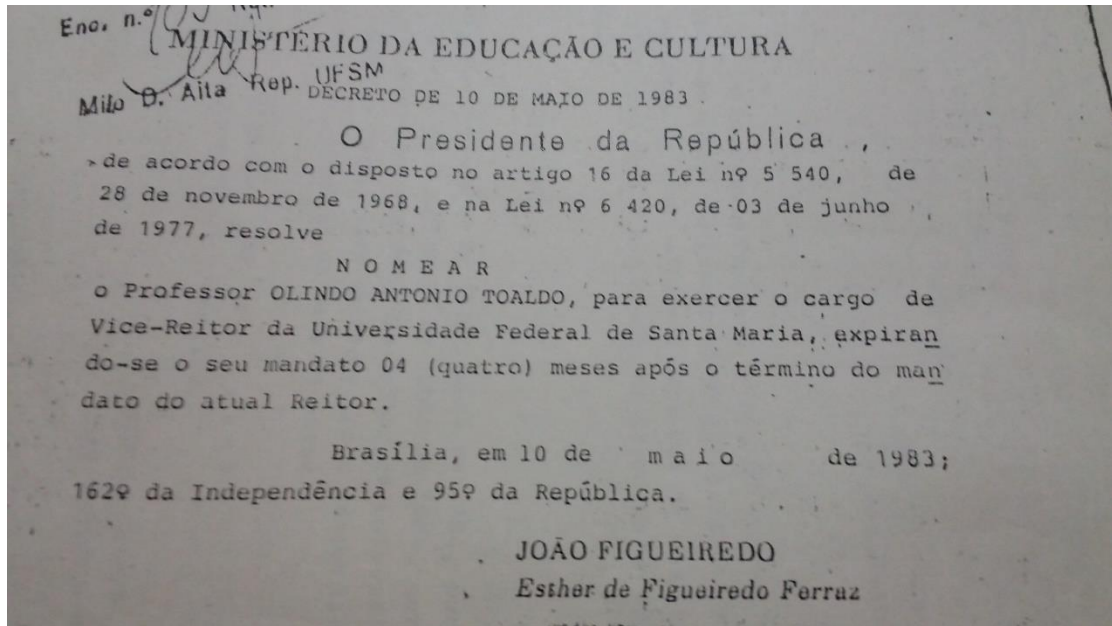 Eng. n.º
MINISTÉRIO DA EDUCAÇÃO E CULTURA
Milo D. Aita Rep. UFSM
DECRETO DE 10 DE MAIO DE 1983
O Presidente da República,
de acordo com o disposto no artigo 16 da Lei nº 5 540, de
28 de novembro de 1968, e na Lei nº 6 420, de 03 de junho
de 1977, resolve
N O M E A R
o Professor OLINDO ANTONIO TOALDO, para exercer o cargo de
Vice-Reitor da Universidade Federal de Santa Maria, expiran
do-se o seu mandato 04 (quatro) meses após o término do man
dato do atual Reitor.
Brasília, em 10 de m a i o de 1983;
162º da Independência e 95º da República.
JOÃO FIGUEIREDO
Esther de Figueiredo Ferraz